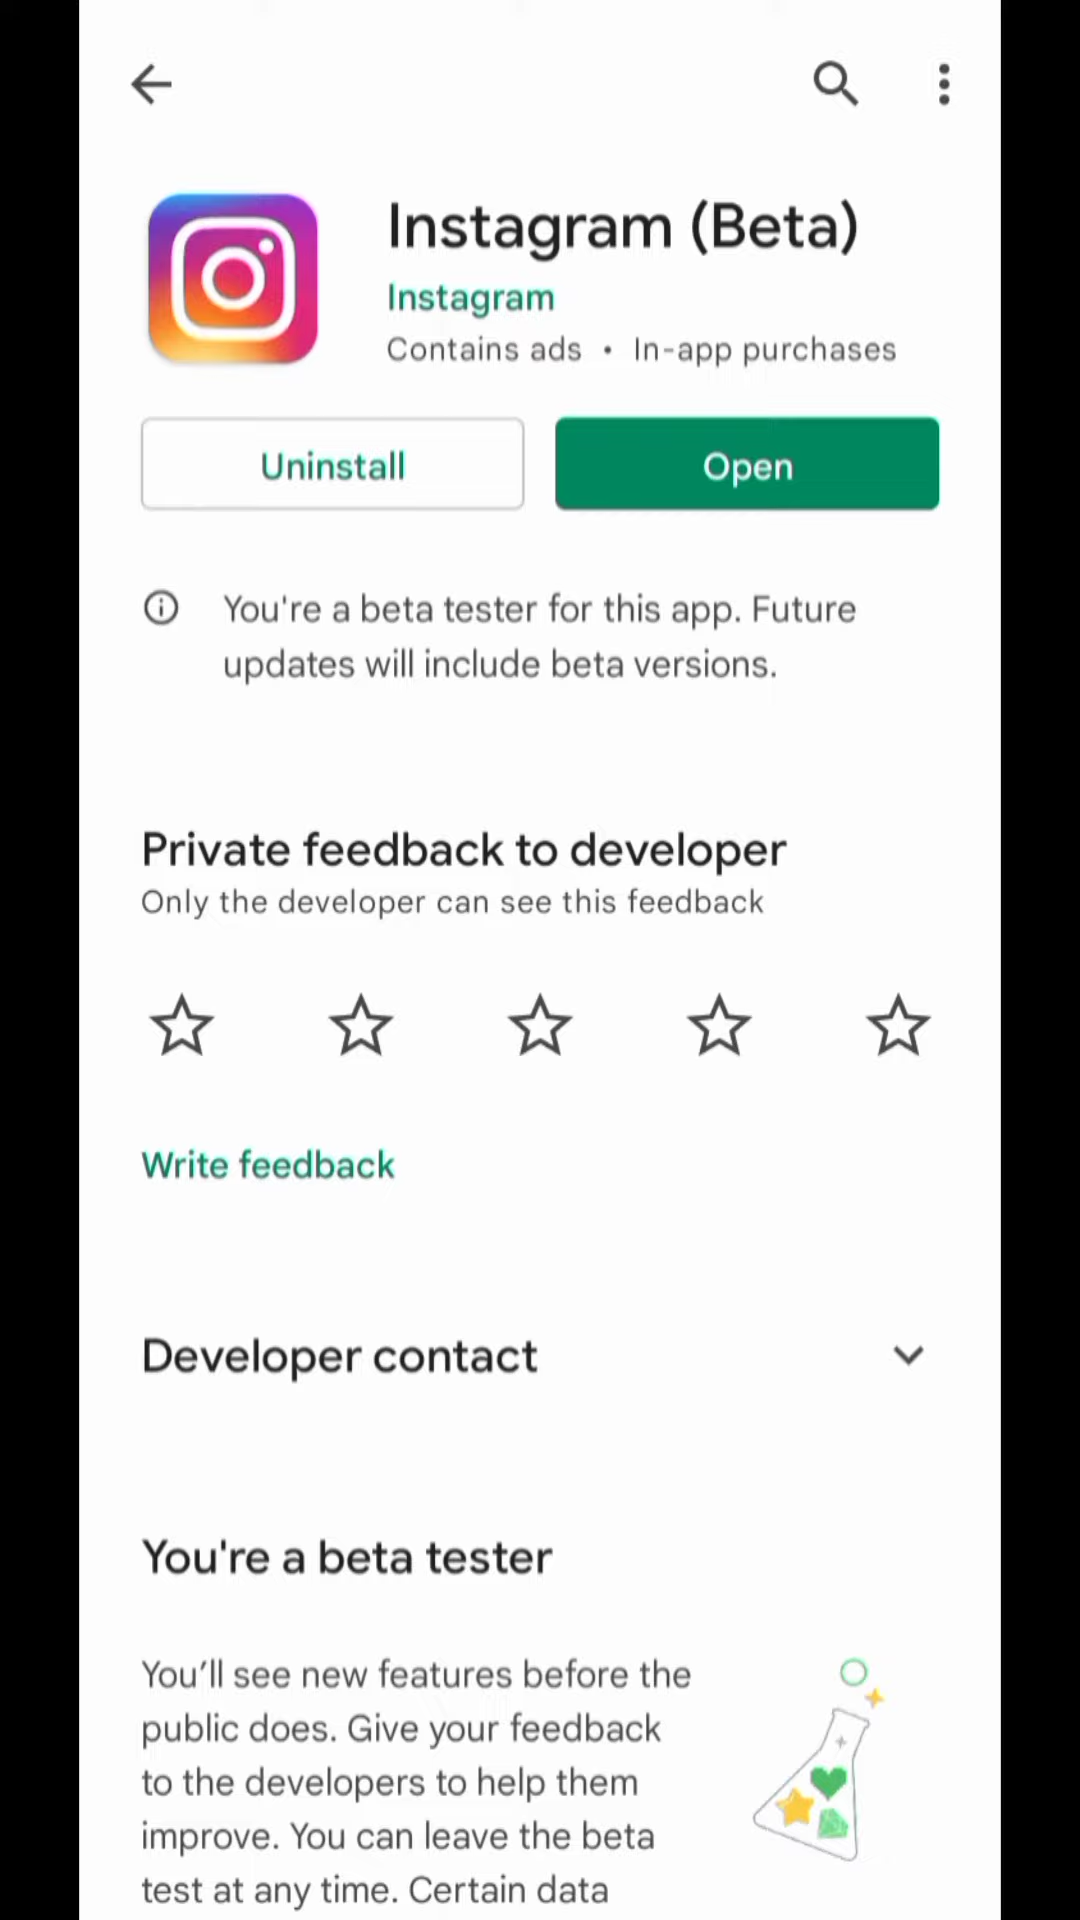 Instagram (Beta)
Instagram
Contains ads • In-app purchases
Uninstall
Open
You're a beta tester for this app. Future
updates will include beta versions.
Private feedback to developer
Only the developer can see this feedback
Write feedback
Developer contact
You're a beta tester
You’ll see new features before the
public does. Give your feedback
to the developers to help them
improve. You can leave the beta
test at any time. Certain data